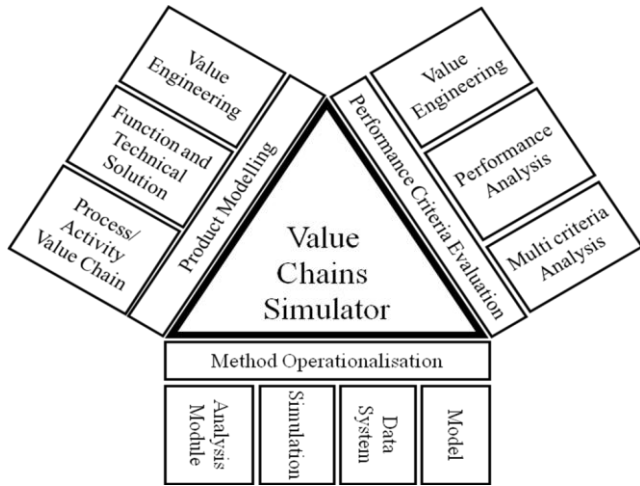 Value
Engineering
Function and
Technical
Solution
Process/
Activity
Value Chain
Product Modelling
Value
Engineering
Performance
Analysis
Multi criteria
Analysis
Performance Criteria Evaluation
Value
Chains
Simulator
Method Operationalisation
Analysis
Module
Simulation
Data
System
Model